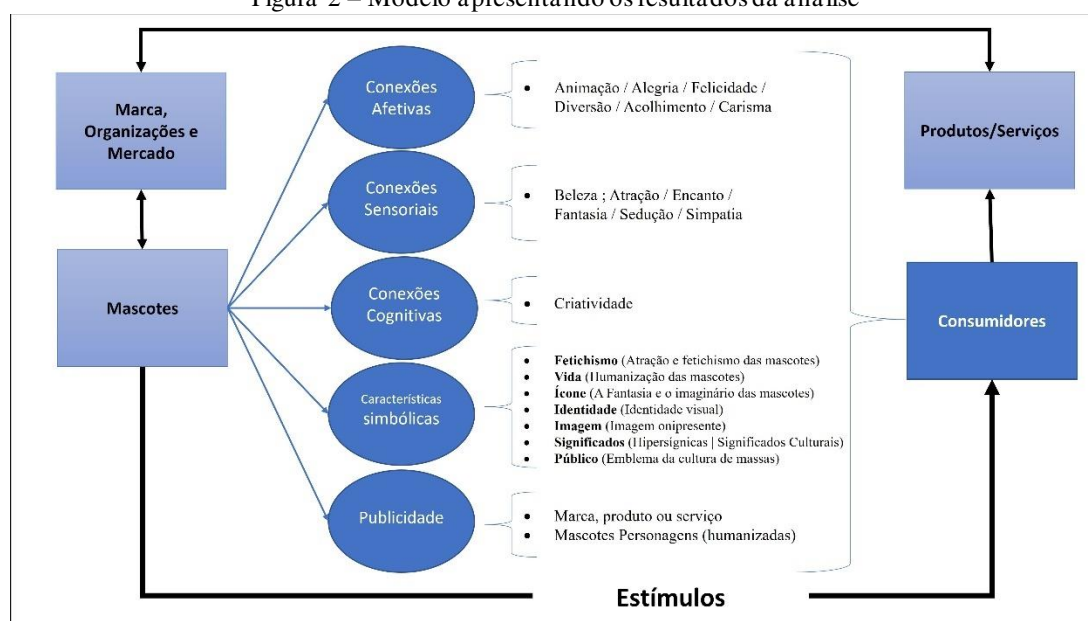 Figura 2 – Modelo apresentando os resultados da análise
Marca,
Organizações e
Mercado
Mascotes
Conexões
Afetivas
• Animação / Alegria / Felicidade /
Diversão / Acolhimento / Carisma
Conexões
Sensoriais
• Beleza ; Atração / Encanto /
Fantasia / Sedução / Simpatia
Conexões
Cognitivas
• Criatividade
Características
simbólicas
• Fetichismo (Atração e fetichismo das mascotes)
• Vida (Humanização das mascotes)
• Ícone (A Fantasia e o imaginário das mascotes)
• Identidade (Identidade visual)
• Imagem (Imagem onipresente)
• Significados (Hipersígnicas | Significados Culturais)
• Público (Emblema da cultura de massas)
Publicidade
• Marca, produto ou serviço
• Mascotes Personagens (humanizadas)
Produtos/Serviços
Consumidores
Estímulos